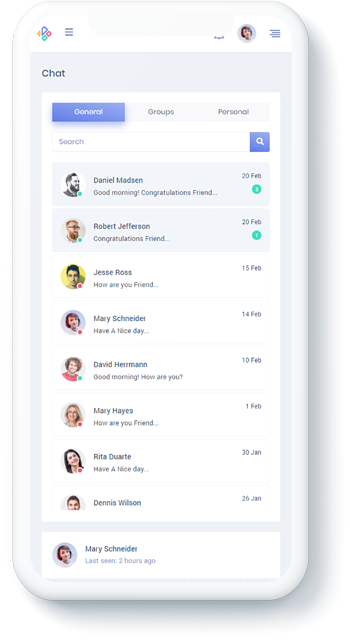 Chat
General
Groups
Personal
Search
Daniel Madsen
20 Feb
Good morning! Congratulations Friend...
3
Robert Jefferson
20 Feb
Congratulations Friend...
1
Jesse Ross
15 Feb
How are you Friend...
Mary Schneider
14 Feb
Have A Nice day...
David Herrmann
10 Feb
Good morning! How are you?
Mary Hayes
1 Feb
How are you Friend...
Rita Duarte
30 Jan
Have A Nice day...
Dennis Wilson
26 Jan
Mary Schneider
Last seen: 2 hours ago